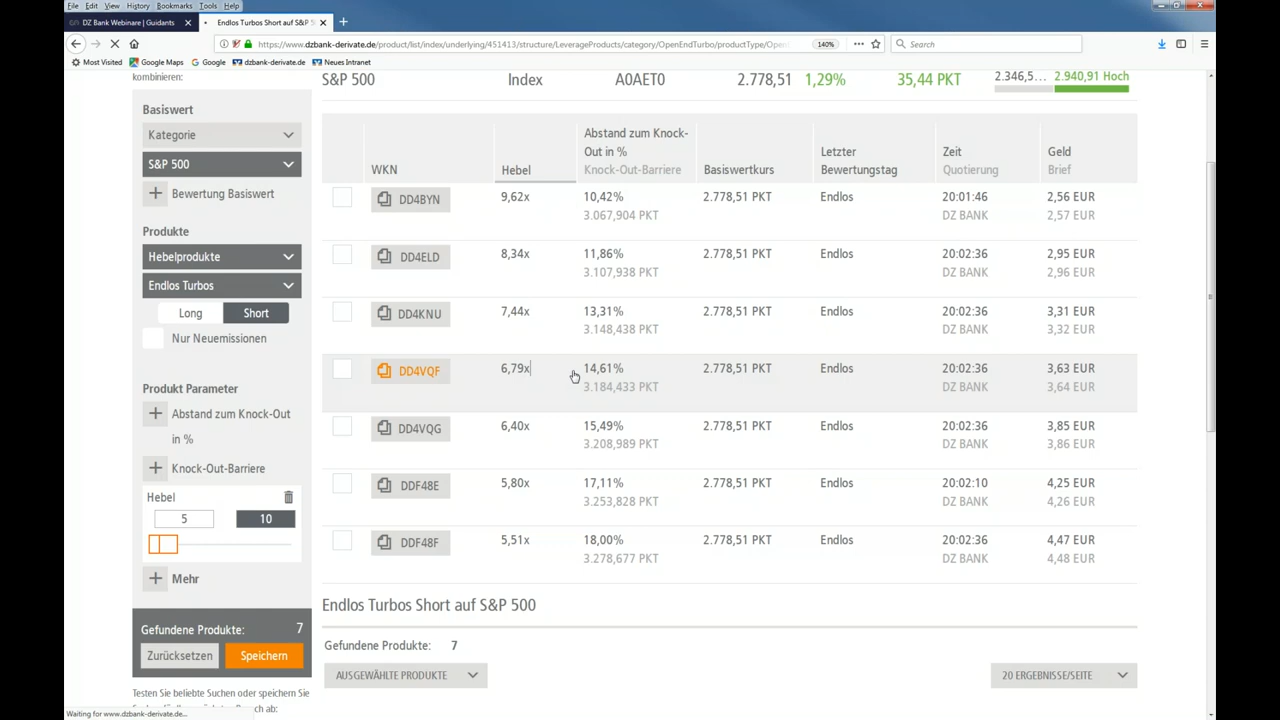 File Edit View History Bookmarks Tools Help
DZ Bank Webinare | Guidants
Endlos Turbos Short auf S&P 5
https://www.dzbank-derivate.de/product/list/index/underlying/451413/structure/LeverageProducts/category/OpenEndTurbo/productType/Open
140%
Search
Most Visited Google Maps Google dzbank-derivate.de Neues Intranet
kombinieren:
S&P 500 Index A0AET0 2.778,51 1,29% 35,44 PKT 2.346,5... 2.940,91 Hoch
Basiswert
Kategorie
S&P 500
Bewertung Basiswert
Produkte
Hebelprodukte
Endlos Turbos
Long Short
Nur Neuemissionen
Produkt Parameter
Abstand zum Knock-Out
in %
Knock-Out-Barriere
Hebel
5 10
Mehr
Gefundene Produkte: 7
Zurücksetzen Speichern
Testen Sie beliebte Suchen oder speichern Sie
WKN
Hebel
Abstand zum Knock-
Out in %
Knock-Out-Barriere
Basiswertkurs
Letzter
Bewertungstag
Zeit
Quotierung
Geld
Brief
DD4BYN 9,62x 10,42% 2.778,51 PKT Endlos 20:01:46 2,56 EUR
3.067,904 PKT DZ BANK 2,57 EUR
DD4ELD 8,34x 11,86% 2.778,51 PKT Endlos 20:02:36 2,95 EUR
3.107,938 PKT DZ BANK 2,96 EUR
DD4KNU 7,44x 13,31% 2.778,51 PKT Endlos 20:02:36 3,31 EUR
3.148,438 PKT DZ BANK 3,32 EUR
DD4VQF 6,79x 14,61% 2.778,51 PKT Endlos 20:02:36 3,63 EUR
3.184,433 PKT DZ BANK 3,64 EUR
DD4VQG 6,40x 15,49% 2.778,51 PKT Endlos 20:02:36 3,85 EUR
3.208,989 PKT DZ BANK 3,86 EUR
DDF48E 5,80x 17,11% 2.778,51 PKT Endlos 20:02:10 4,25 EUR
3.253,828 PKT DZ BANK 4,26 EUR
DDF48F 5,51x 18,00% 2.778,51 PKT Endlos 20:02:36 4,47 EUR
3.278,677 PKT DZ BANK 4,48 EUR
Endlos Turbos Short auf S&P 500
Gefundene Produkte: 7
AUSGEWÄHLTE PRODUKTE
20 ERGEBNISSE/SEITE
Waiting for www.dzbank-derivate.de...